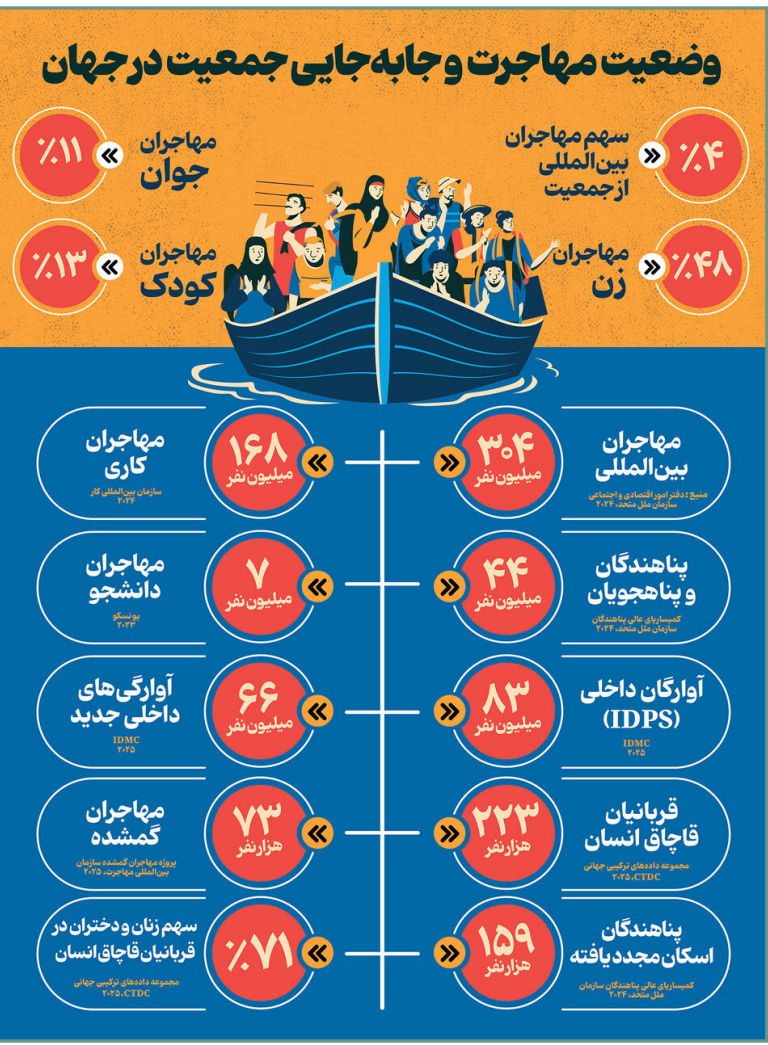 وضعیت مهاجرت و جابه‌جایی جمعیت در جهان
٪۴
سهم مهاجران
بین‌المللی
از جمعیت
٪۱۱
مهاجران
جوان
٪۴۸
مهاجران
زن
٪۱۳
مهاجران
کودک
مهاجران
بین‌المللی
منبع: دفتر امور اقتصادی و اجتماعی
سازمان ملل متحد، ۲۰۲۴
۳۰۴
میلیون نفر
۱۶۸
میلیون نفر
مهاجران
کاری
سازمان بین‌المللی کار
۲۰۲۴
پناهندگان
و پناهجویان
کمیساریای عالی پناهندگان
سازمان ملل متحد، ۲۰۲۴
۴۴
میلیون نفر
۷
میلیون نفر
مهاجران
دانشجو
یونسکو
۲۰۲۳
آوارگان داخلی
(IDPS)
IDMC
۲۰۲۵
۸۳
میلیون نفر
۶۶
میلیون نفر
آوارگی‌های
داخلی جدید
IDMC
۲۰۲۵
قربانیان
قاچاق انسان
مجموعه داده‌های ترکیبی جهانی
CTDC، ۲۰۲۵
۲۲۳
هزار نفر
۷۳
هزار نفر
مهاجران
گمشده
پروژه مهاجران گمشده سازمان
بین‌المللی مهاجرت، ۲۰۲۵
پناهندگان
اسکان مجدد یافته
کمیساریای عالی پناهندگان سازمان
ملل متحد، ۲۰۲۴
۱۵۹
هزار نفر
٪۷۱
سهم زنان و دختران در
قربانیان قاچاق انسان
مجموعه داده‌های ترکیبی جهانی
CTDC، ۲۰۲۵